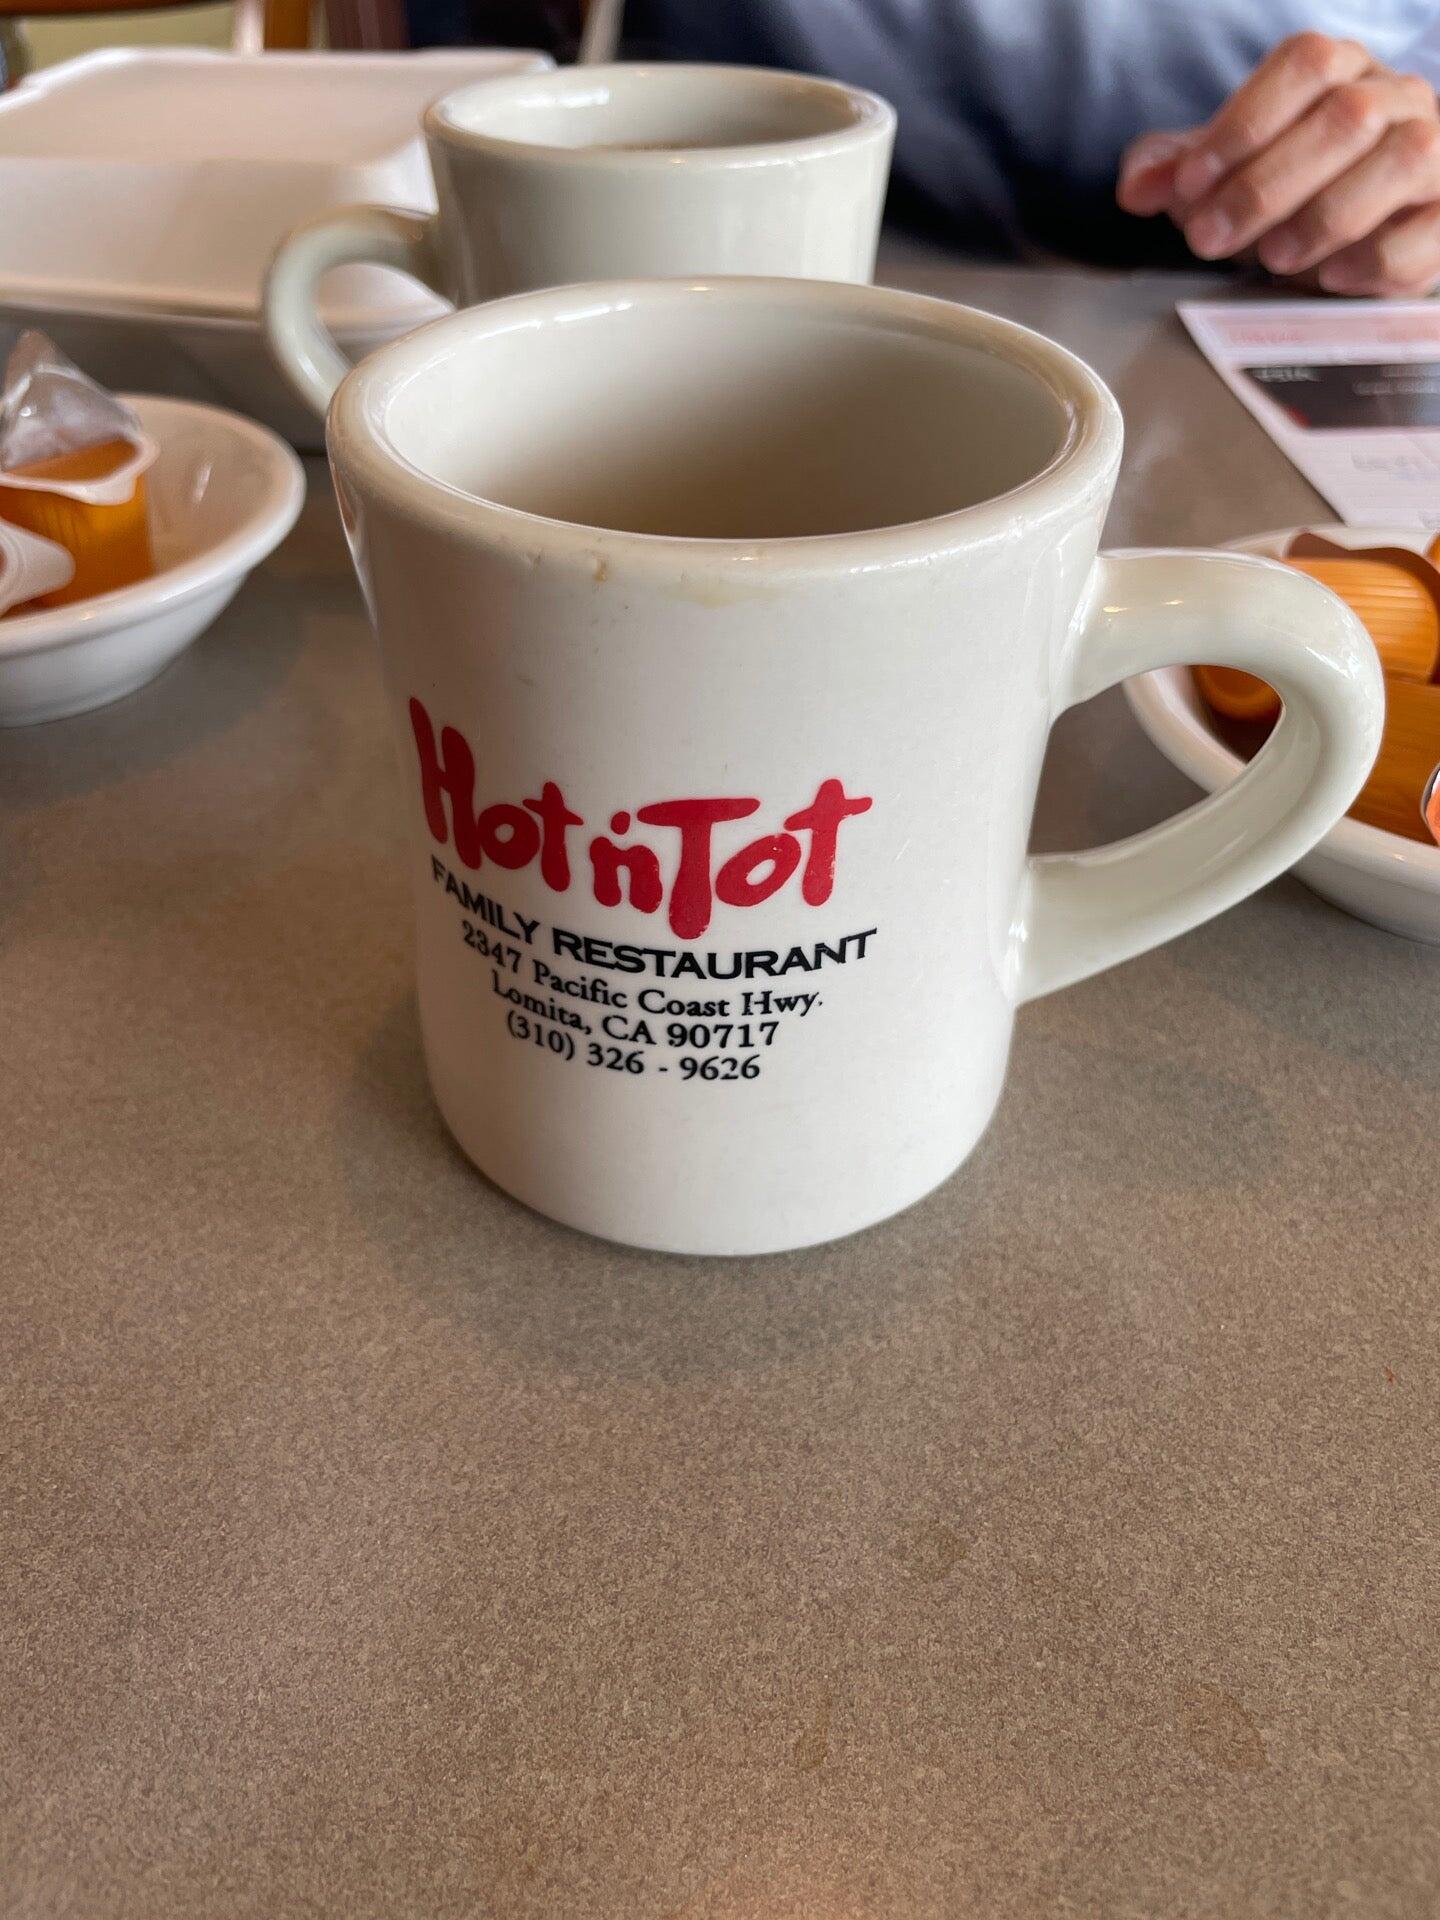 Hot 'n Tot
FAMILY RESTAURANT
2347 Pacific Coast Hwy.
Lomita, CA 90717
(310) 326 - 9626